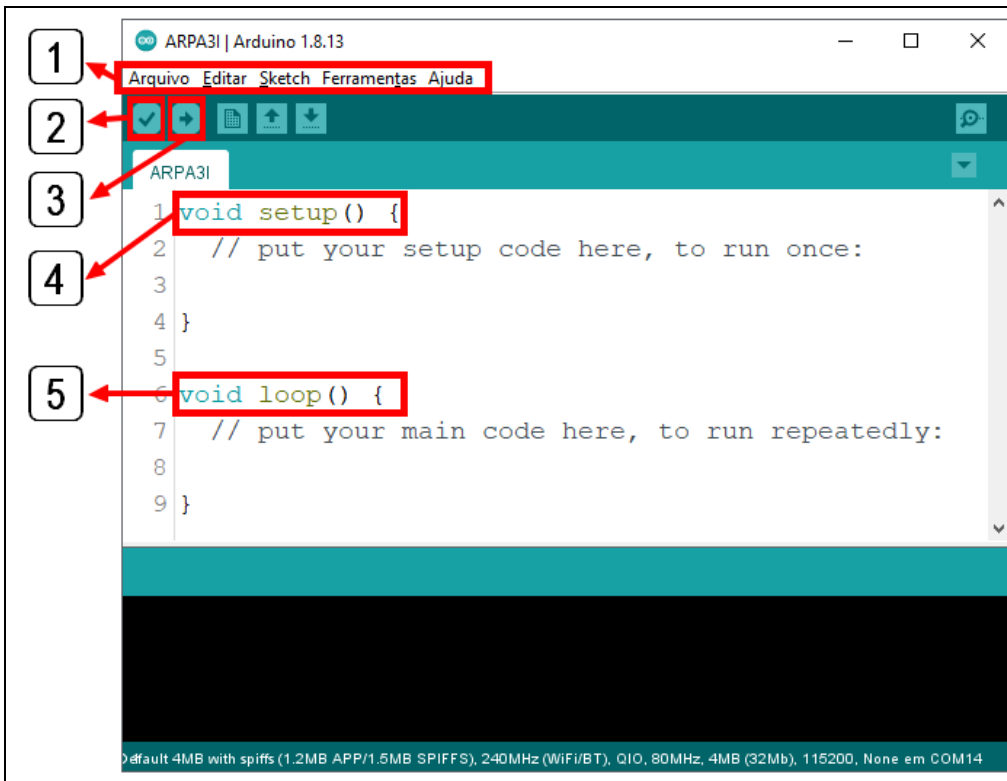 ARPA3I | Arduino 1.8.13
1
Arquivo Editar Sketch Ferramentas Ajuda
2
3
ARPA3I
4
5
1 void setup() {
2 // put your setup code here, to run once:
3
4 }
5
6 void loop() {
7 // put your main code here, to run repeatedly:
8
9 }
efault 4MB with spiffs (1.2MB APP/1.5MB SPIFFS), 240MHz (WiFi/BT), QIO, 80MHz, 4MB (32Mb), 115200, None em COM14